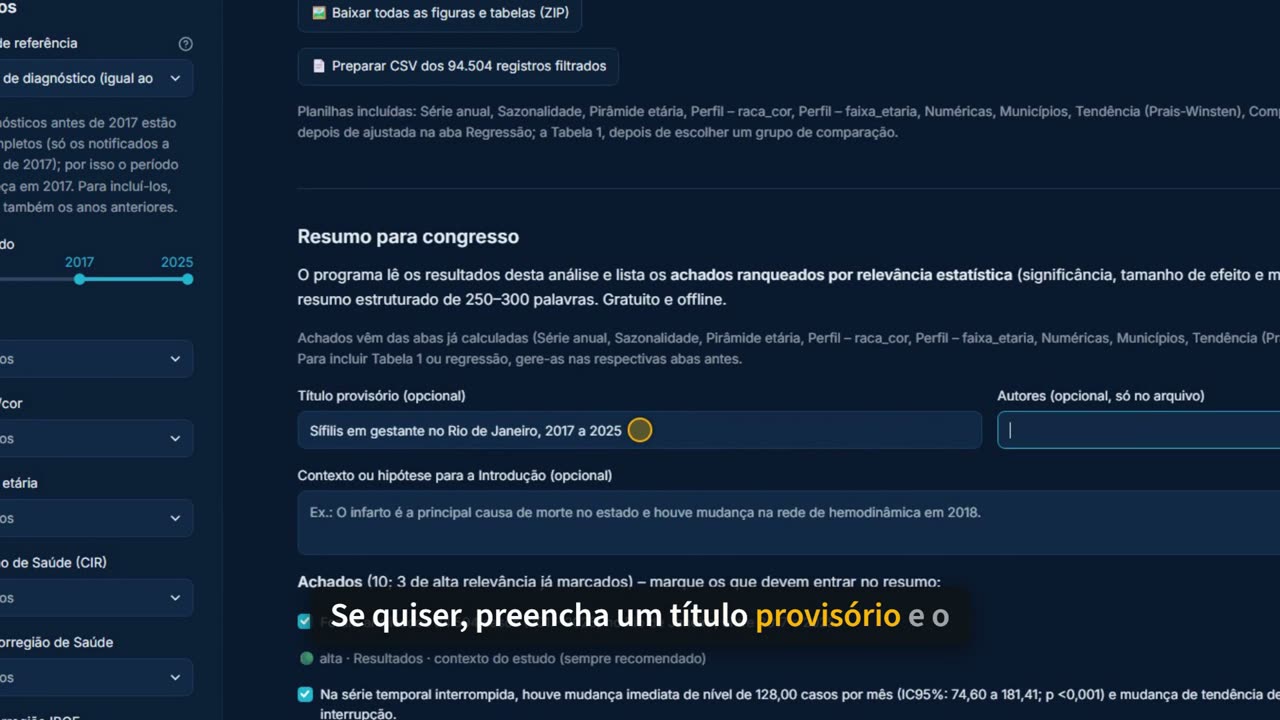 os
de referência
de diagnóstico (igual ao
nósticos antes de 2017 estão
mpletos (só os notificados a
de 2017); por isso o período
eça em 2017. Para incluí-los,
também os anos anteriores.
do
2017 2025
os
/cor
os
etária
os
o de Saúde (CIR)
os
orregião de Saúde
os
Baixar todas as figuras e tabelas (ZIP)
Preparar CSV dos 94.504 registros filtrados
Planilhas incluídas: Série anual, Sazonalidade, Pirâmide etária, Perfil – raca_cor, Perfil – faixa_etaria, Numéricas, Municípios, Tendência (Prais-Winsten), Com
depois de ajustada na aba Regressão; a Tabela 1, depois de escolher um grupo de comparação.
Resumo para congresso
O programa lê os resultados desta análise e lista os achados ranqueados por relevância estatística (significância, tamanho de efeito e m
resumo estruturado de 250–300 palavras. Gratuito e offline.
Achados vêm das abas já calculadas (Série anual, Sazonalidade, Pirâmide etária, Perfil – raca_cor, Perfil – faixa_etaria, Numéricas, Municípios, Tendência (Pr
Para incluir Tabela 1 ou regressão, gere-as nas respectivas abas antes.
Título provisório (opcional)
Sífilis em gestante no Rio de Janeiro, 2017 a 2025
Autores (opcional, só no arquivo)
Contexto ou hipótese para a Introdução (opcional)
Ex.: O infarto é a principal causa de morte no estado e houve mudança na rede de hemodinâmica em 2018.
Achados (10; 3 de alta relevância já marcados) – marque os que devem entrar no resumo:
Se quiser, preencha um título provisório e o
alta · Resultados · contexto do estudo (sempre recomendado)
Na série temporal interrompida, houve mudança imediata de nível de 128,00 casos por mês (IC95%: 74,60 a 181,41; p <0,001) e mudança de tendência de
interrupção.